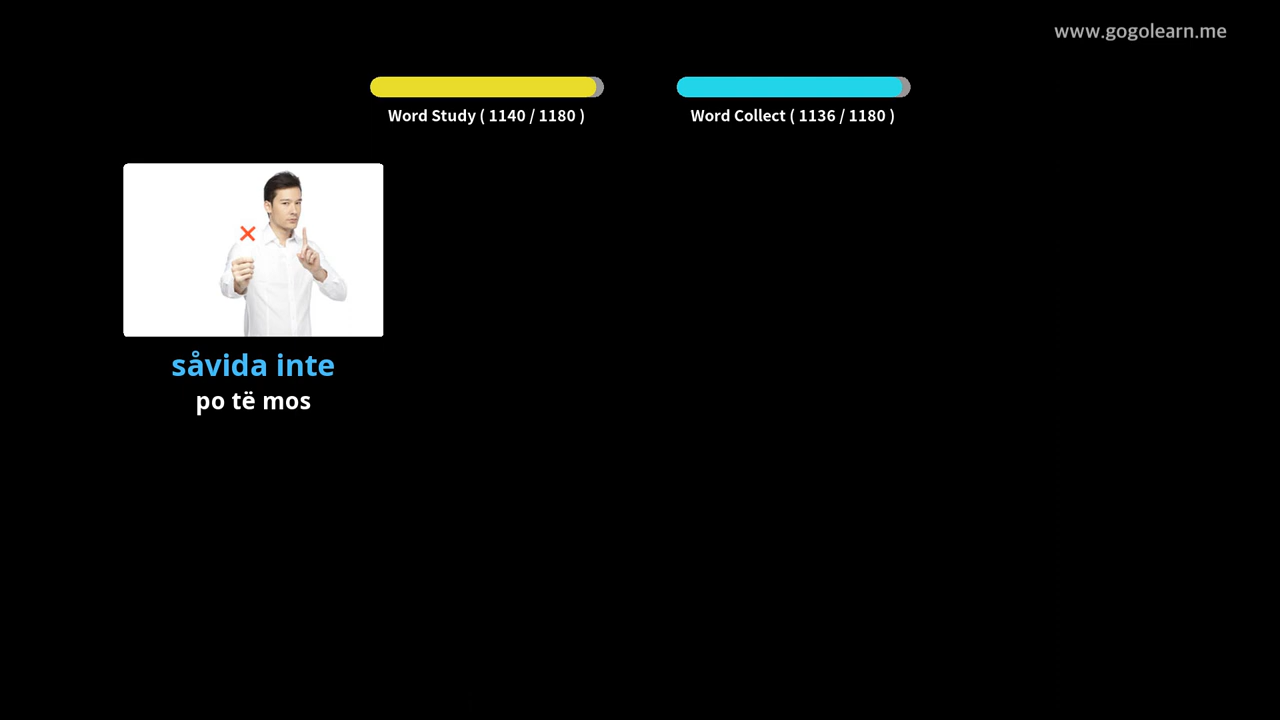 www.gogolearn.me
Word Study ( 1140 / 1180 )
Word Collect ( 1136 / 1180 )
såvida inte
po të mos